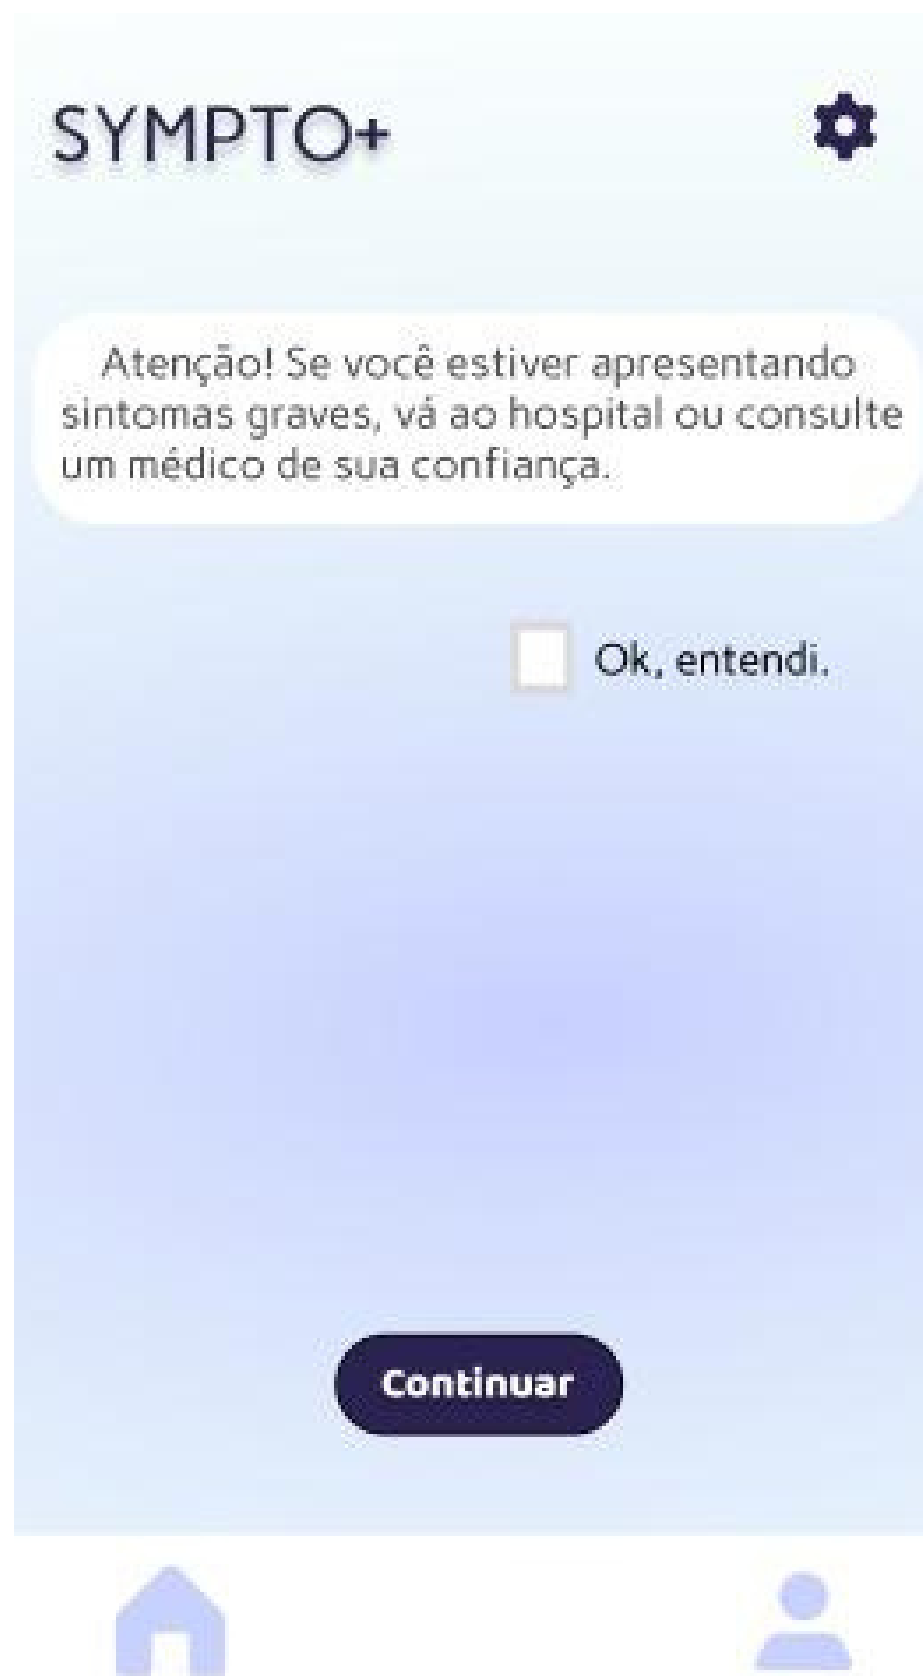 SYMPTO+
Atenção! Se você estiver apresentando
sintomas graves, vá ao hospital ou consulte
um médico de sua confiança.
Ok, entendi.
Continuar